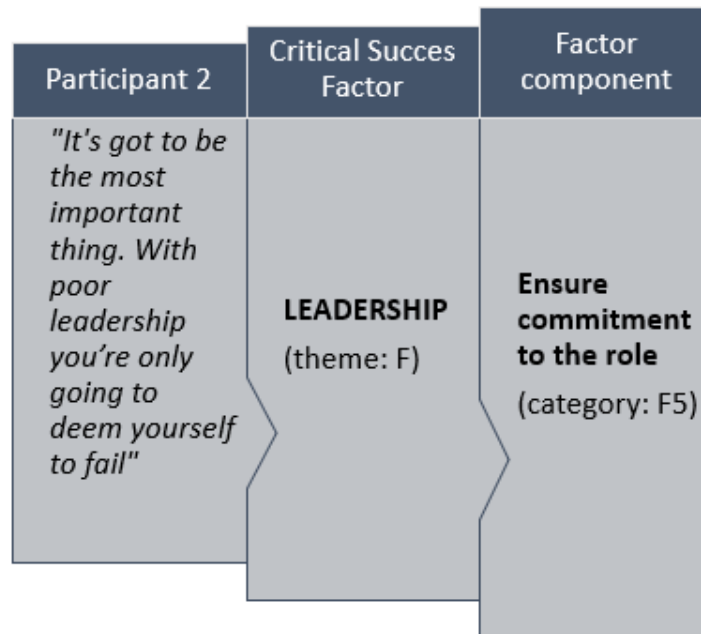 Participant 2
"It's got to be
the most
important
thing. With
poor
leadership
you're only
going to
deem yourself
to fail"
Critical Succes
Factor
LEADERSHIP
(theme: F)
Factor
component
Ensure
commitment
to the role
(category: F5)